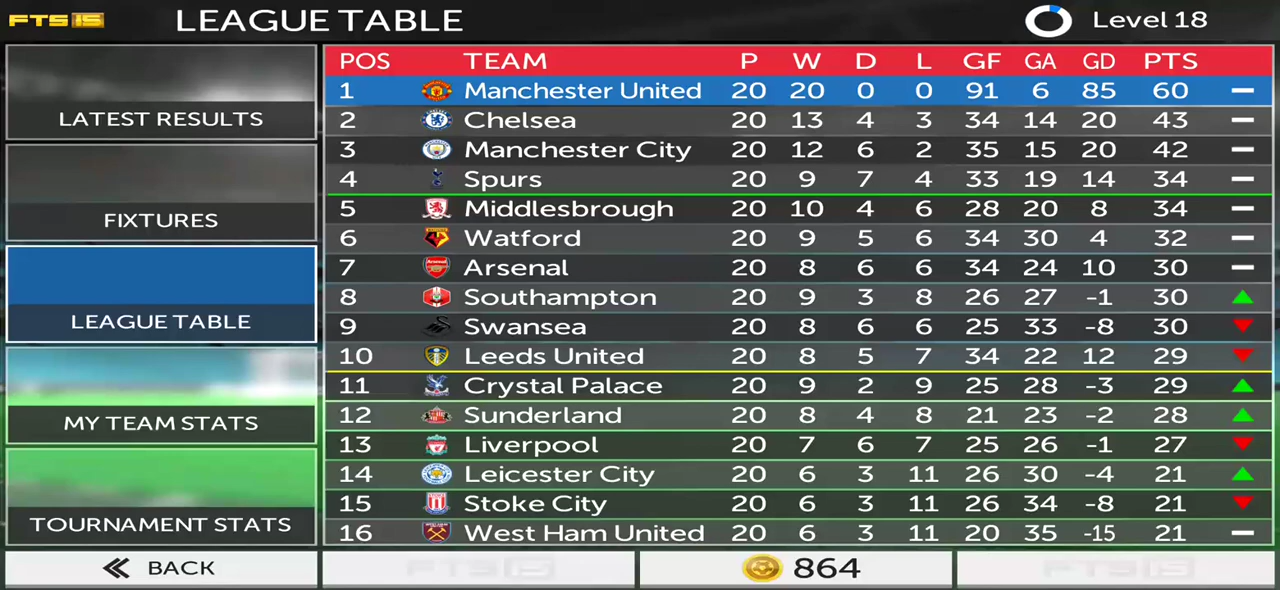 FTS 15 LEAGUE TABLE Level 18
LATEST RESULTS
FIXTURES
LEAGUE TABLE
MY TEAM STATS
TOURNAMENT STATS
POS TEAM P W D L GF GA GD PTS
1 Manchester United 20 20 0 0 91 6 85 60
2 Chelsea 20 13 4 3 34 14 20 43
3 Manchester City 20 12 6 2 35 15 20 42
4 Spurs 20 9 7 4 33 19 14 34
5 Middlesbrough 20 10 4 6 28 20 8 34
6 Watford 20 9 5 6 34 30 4 32
7 Arsenal 20 8 6 6 34 24 10 30
8 Southampton 20 9 3 8 26 27 -1 30
9 Swansea 20 8 6 6 25 33 -8 30
10 Leeds United 20 8 5 7 34 22 12 29
11 Crystal Palace 20 9 2 9 25 28 -3 29
12 Sunderland 20 8 4 8 21 23 -2 28
13 Liverpool 20 7 6 7 25 26 -1 27
14 Leicester City 20 6 3 11 26 30 -4 21
15 Stoke City 20 6 3 11 26 34 -8 21
16 West Ham United 20 6 3 11 20 35 -15 21
BACK FTS 15 864 FTS 15